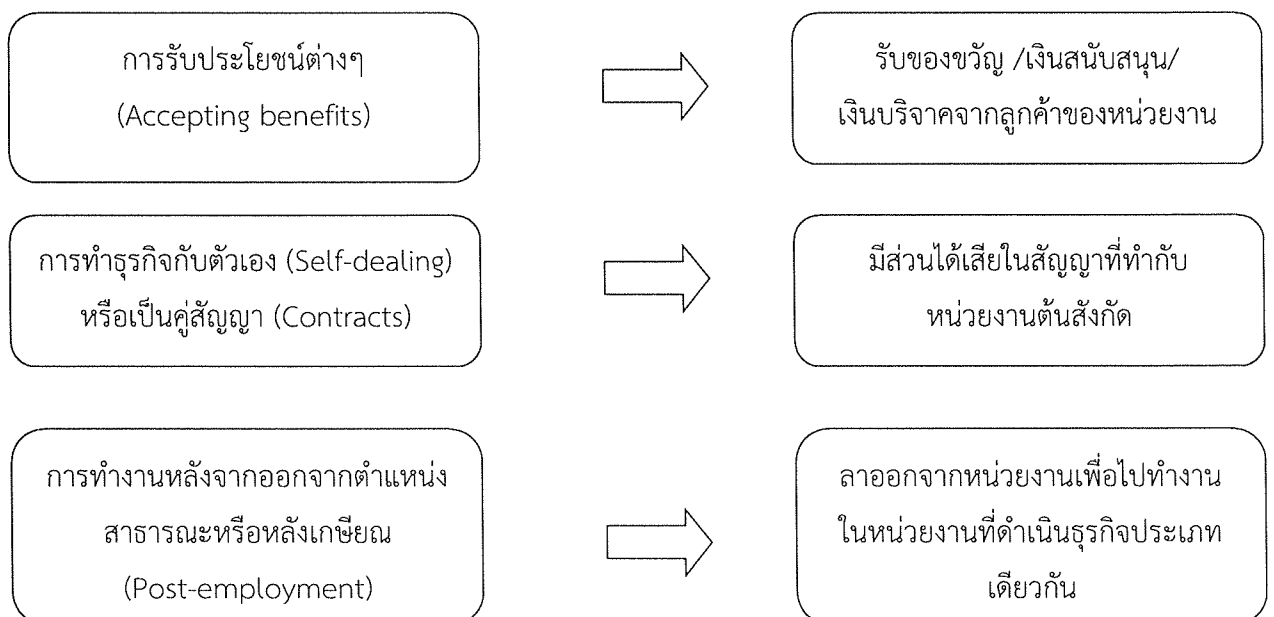 การรับประโยชน์ต่างๆ
(Accepting benefits)
รับของขวัญ /เงินสนับสนุน/
เงินบริจาคจากลูกค้าของหน่วยงาน
การทำธุรกิจกับตัวเอง (Self-dealing)
หรือเป็นคู่สัญญา (Contracts)
มีส่วนได้เสียในสัญญาที่ทำกับ
หน่วยงานต้นสังกัด
การทำงานหลังจากออกจากตำแหน่ง
สาธารณะหรือหลังเกษียณ
(Post-employment)
ลาออกจากหน่วยงานเพื่อไปทำงาน
ในหน่วยงานที่ดำเนินธุรกิจประเภท
เดียวกัน